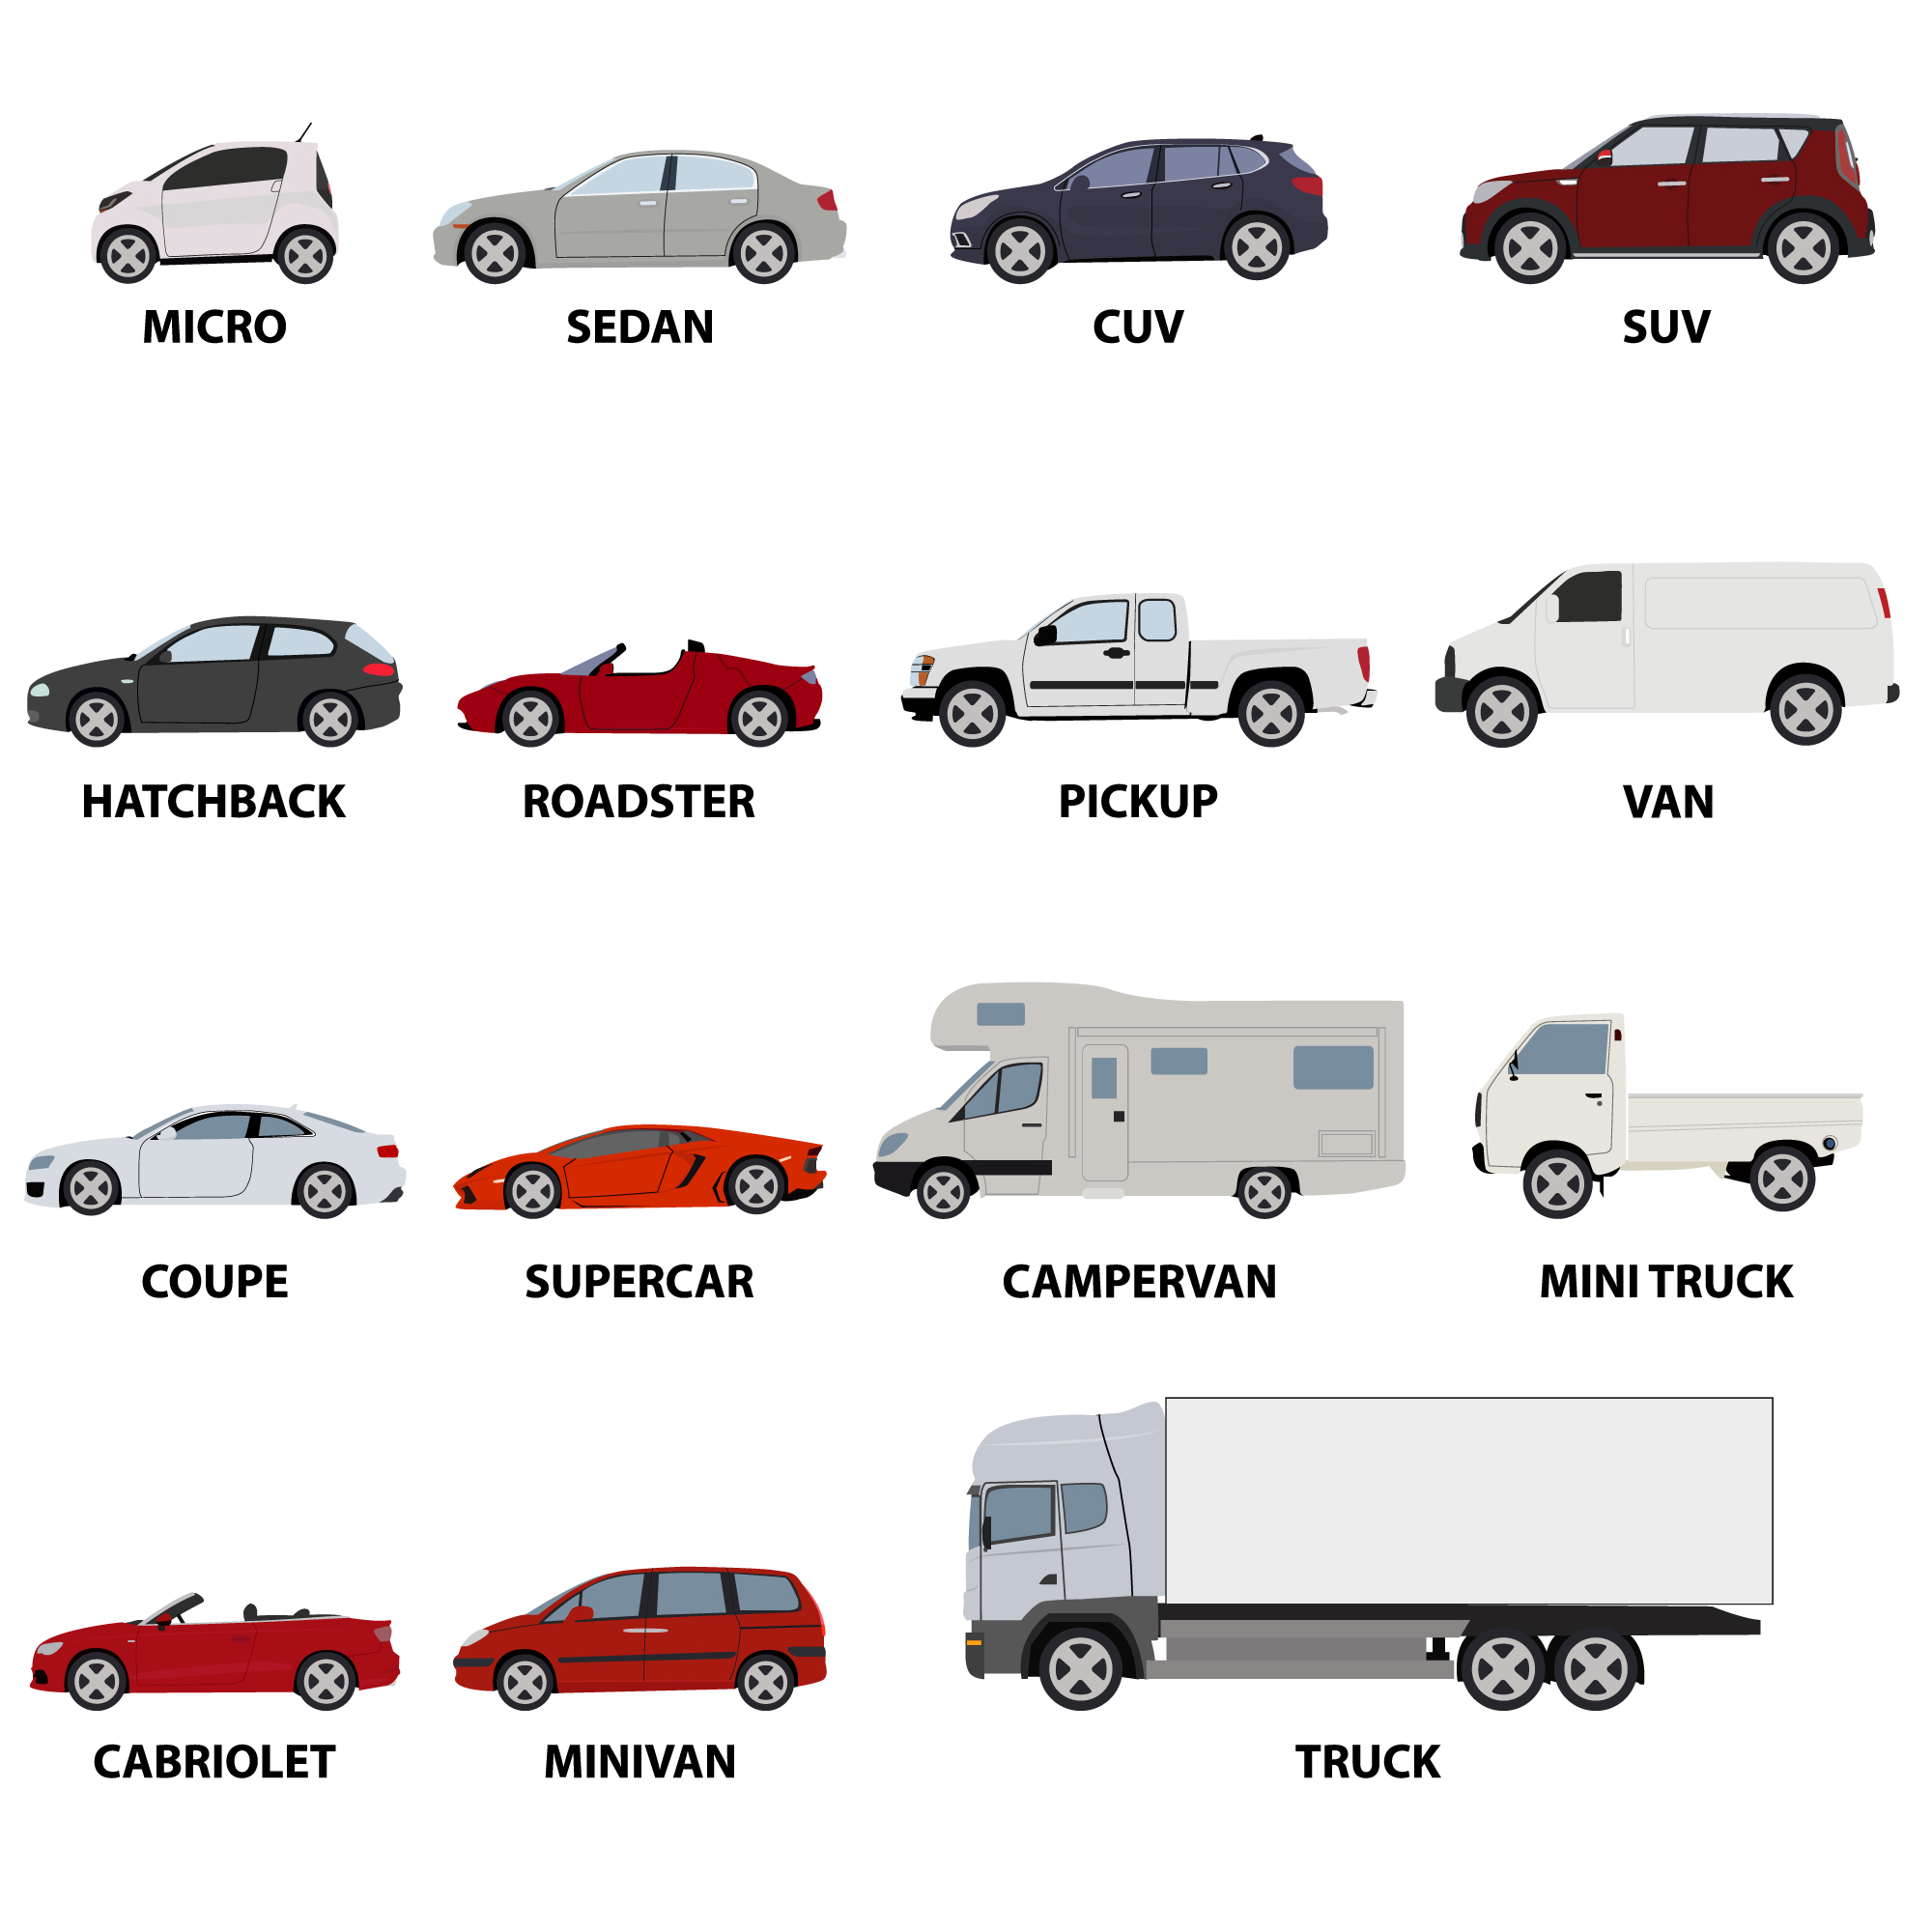 MICRO
SEDAN
CUV
SUV
HATCHBACK
ROADSTER
PICKUP
VAN
COUPE
SUPERCAR
CAMPERVAN
MINI TRUCK
CABRIOLET
MINIVAN
TRUCK